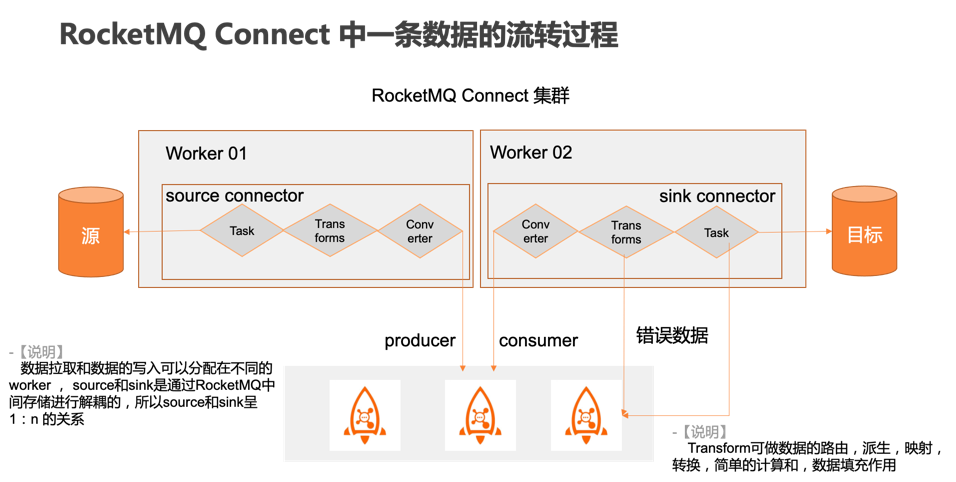 RocketMQ Connect 中一条数据的流转过程
RocketMQ Connect 集群
Worker 01
Worker 02
source connector
sink connector
源
Task
Trans
forms
Conv
erter
Conv
erter
Trans
forms
Task
目标
producer
consumer
错误数据
-【说明】
数据拉取和数据的写入可以分配在不同的
worker ， source和sink是通过RocketMQ中
间存储进行解耦的，所以source和sink呈
1：n 的关系
-【说明】
Transform可做数据的路由，派生，映射，
转换，简单的计算和，数据填充作用